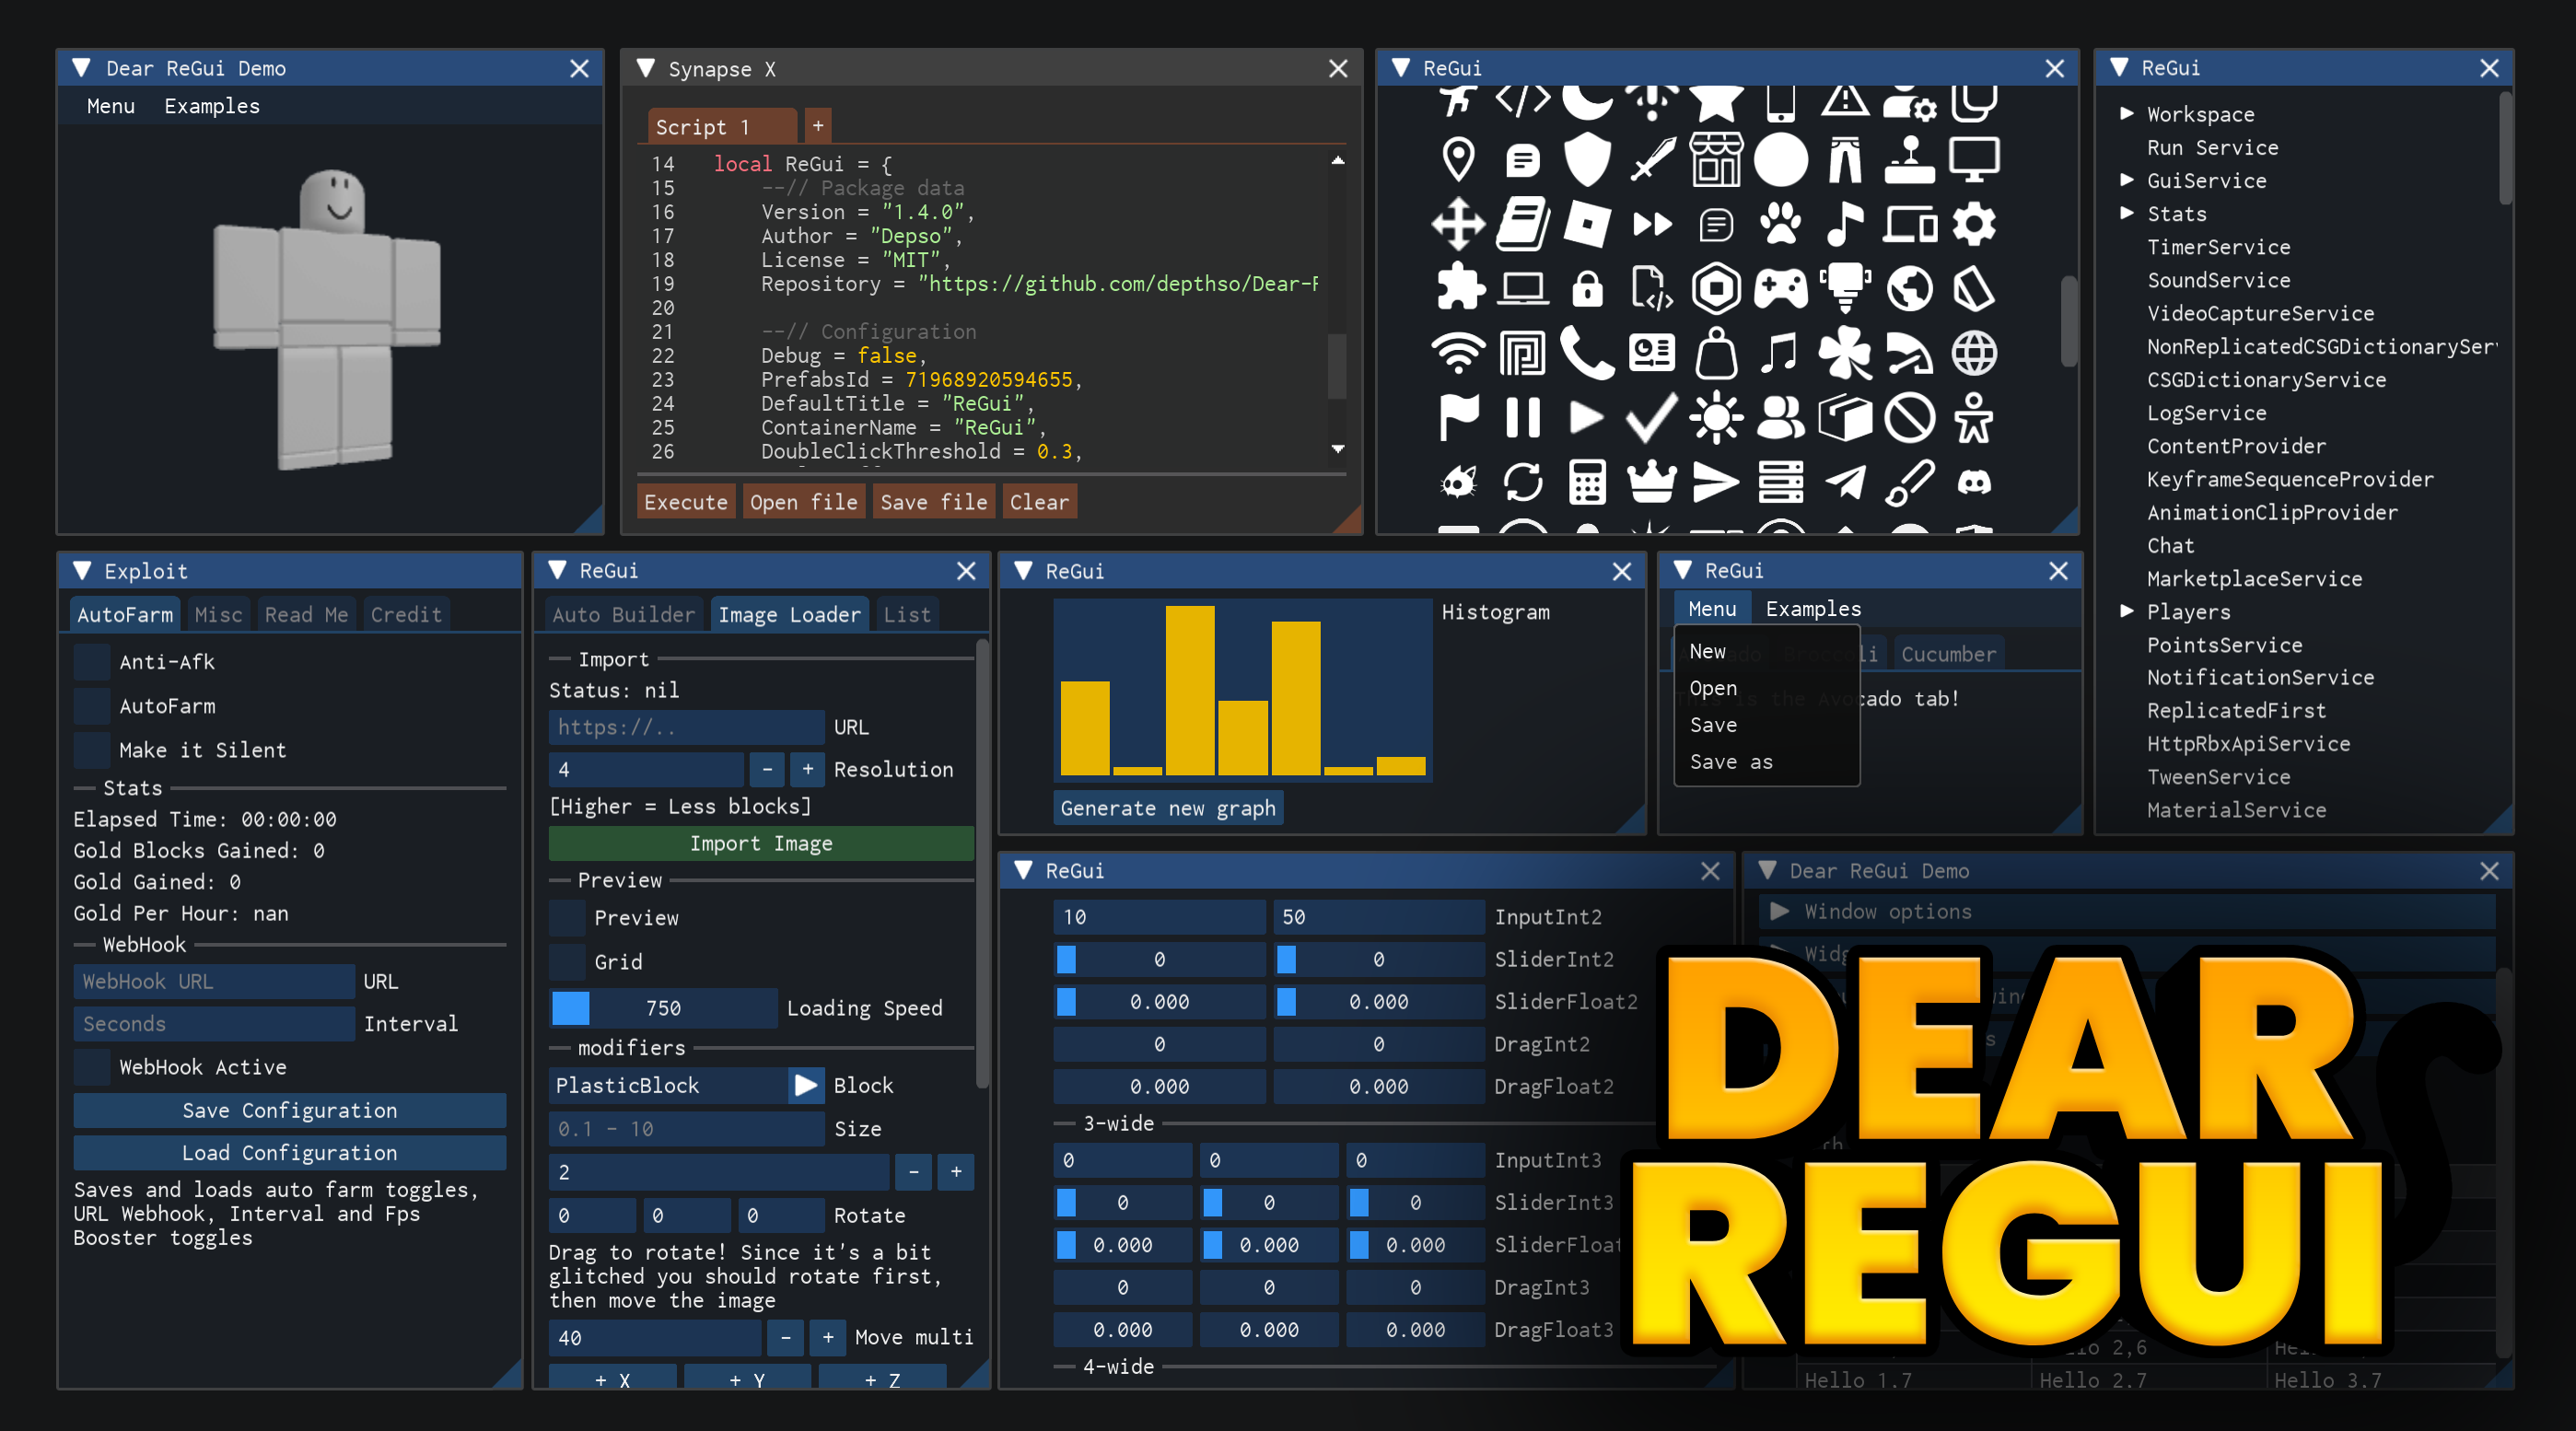 Dear ReGui Demo
Menu Examples
Synapse X
Script 1 +
14 local ReGui = {
15 --// Package data
16 Version = "1.4.0",
17 Author = "Depso",
18 License = "MIT",
19 Repository = "https://github.com/depthso/Dear-
20
21 --// Configuration
22 Debug = false,
23 PrefabsId = 71968920594655,
24 DefaultTitle = "ReGui",
25 ContainerName = "ReGui",
26 DoubleClickThreshold = 0.3,
Execute Open file Save file Clear
ReGui
ReGui
Workspace
Run Service
GuiService
Stats
TimerService
SoundService
VideoCaptureService
NonReplicatedCSGDictionarySer
CSGDictionaryService
LogService
ContentProvider
KeyframeSequenceProvider
AnimationClipProvider
Chat
MarketplaceService
Players
PointsService
NotificationService
ReplicatedFirst
HttpRbxApiService
TweenService
MaterialService
Exploit
AutoFarm Misc Read Me Credit
Anti-Afk
AutoFarm
Make it Silent
Stats
Elapsed Time: 00:00:00
Gold Blocks Gained: 0
Gold Gained: 0
Gold Per Hour: nan
WebHook
WebHook URL URL
Seconds Interval
WebHook Active
Save Configuration
Load Configuration
Saves and loads auto farm toggles,
URL Webhook, Interval and Fps
Booster toggles
ReGui
Auto Builder Image Loader List
Import
Status: nil
https://.. URL
4 - + Resolution
[Higher = Less blocks]
Import Image
Preview
Preview
Grid
750 Loading Speed
modifiers
PlasticBlock Block
0.1 - 10 Size
2 - +
0 0 0 Rotate
Drag to rotate! Since it's a bit
glitched you should rotate first,
then move the image
40 - + Move multi
+ X + Y + Z
ReGui
Histogram
Generate new graph
ReGui
Menu Examples
New
Open
Save
Save as
Cucumber
This is the Avocado tab!
ReGui
10 50 InputInt2
0 0 SliderInt2
0.000 0.000 SliderFloat2
0 0 DragInt2
0.000 0.000 DragFloat2
3-wide
0 0 0 InputInt3
0 0 0 SliderInt3
0.000 0.000 0.000 SliderFloat
0 0 0 DragInt3
0.000 0.000 0.000 DragFloat3
4-wide
Dear ReGui Demo
Window options
DEAR
REGUI
Hello 1,7 Hello 2,7 Hello 3,7